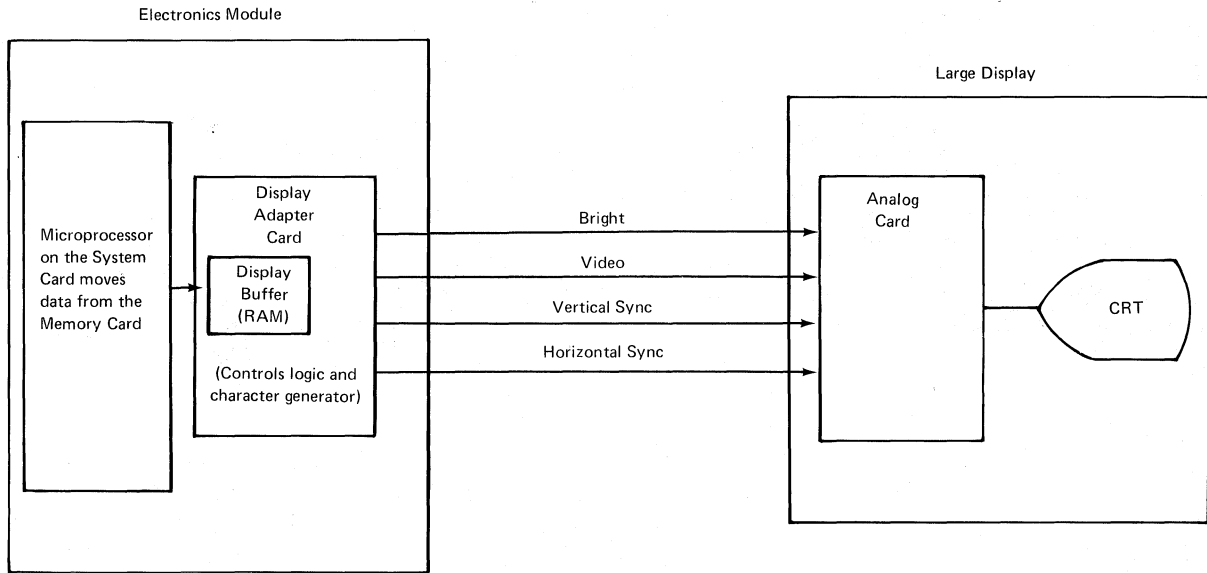 Electronics Module
Large Display
Microprocessor
on the System
Card moves
data from the
Memory Card
Display
Adapter
Card
Display
Buffer
(RAM)
(Controls logic and
character generator)
Bright
Video
Vertical Sync
Horizontal Sync
Analog
Card
CRT